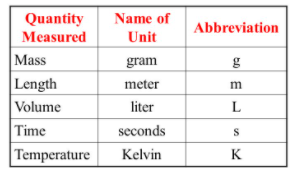 Quantity Measured Name of Unit Abbreviation
Mass gram g
Length meter m
Volume liter L
Time seconds s
Temperature Kelvin K